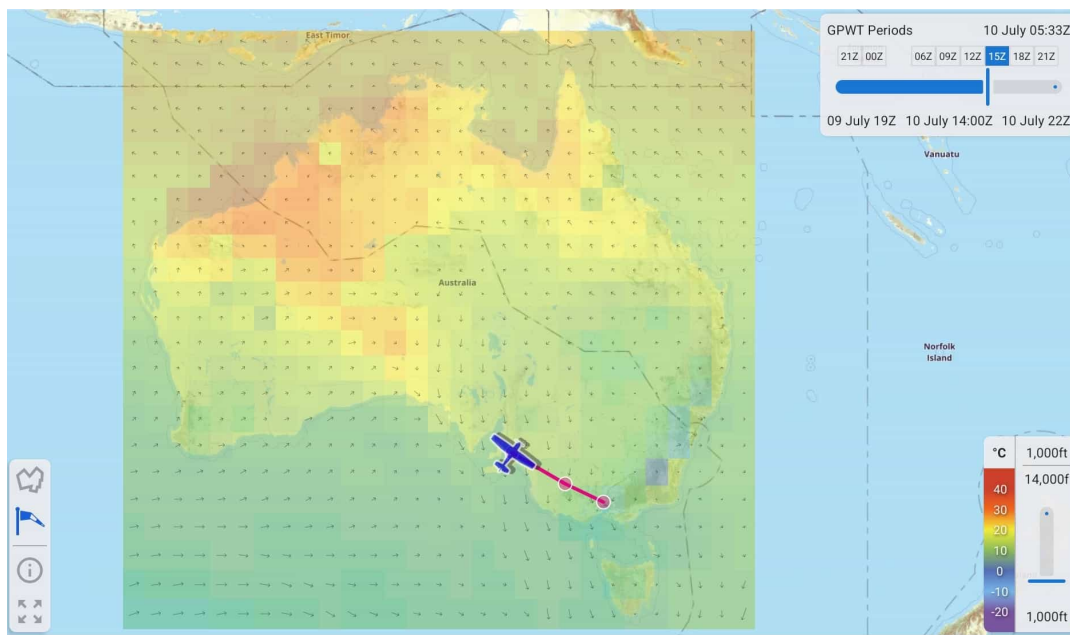 East Timor
GPWT Periods 10 July 05:33Z
21Z 00Z 06Z 09Z 12Z 15Z 18Z 21Z
09 July 19Z 10 July 14:00Z 10 July 22Z
Vanuatu
Australia
Norfolk
Island
°C 1,000ft
14,000f
40
30
20
10
0
-10
-20
1,000ft